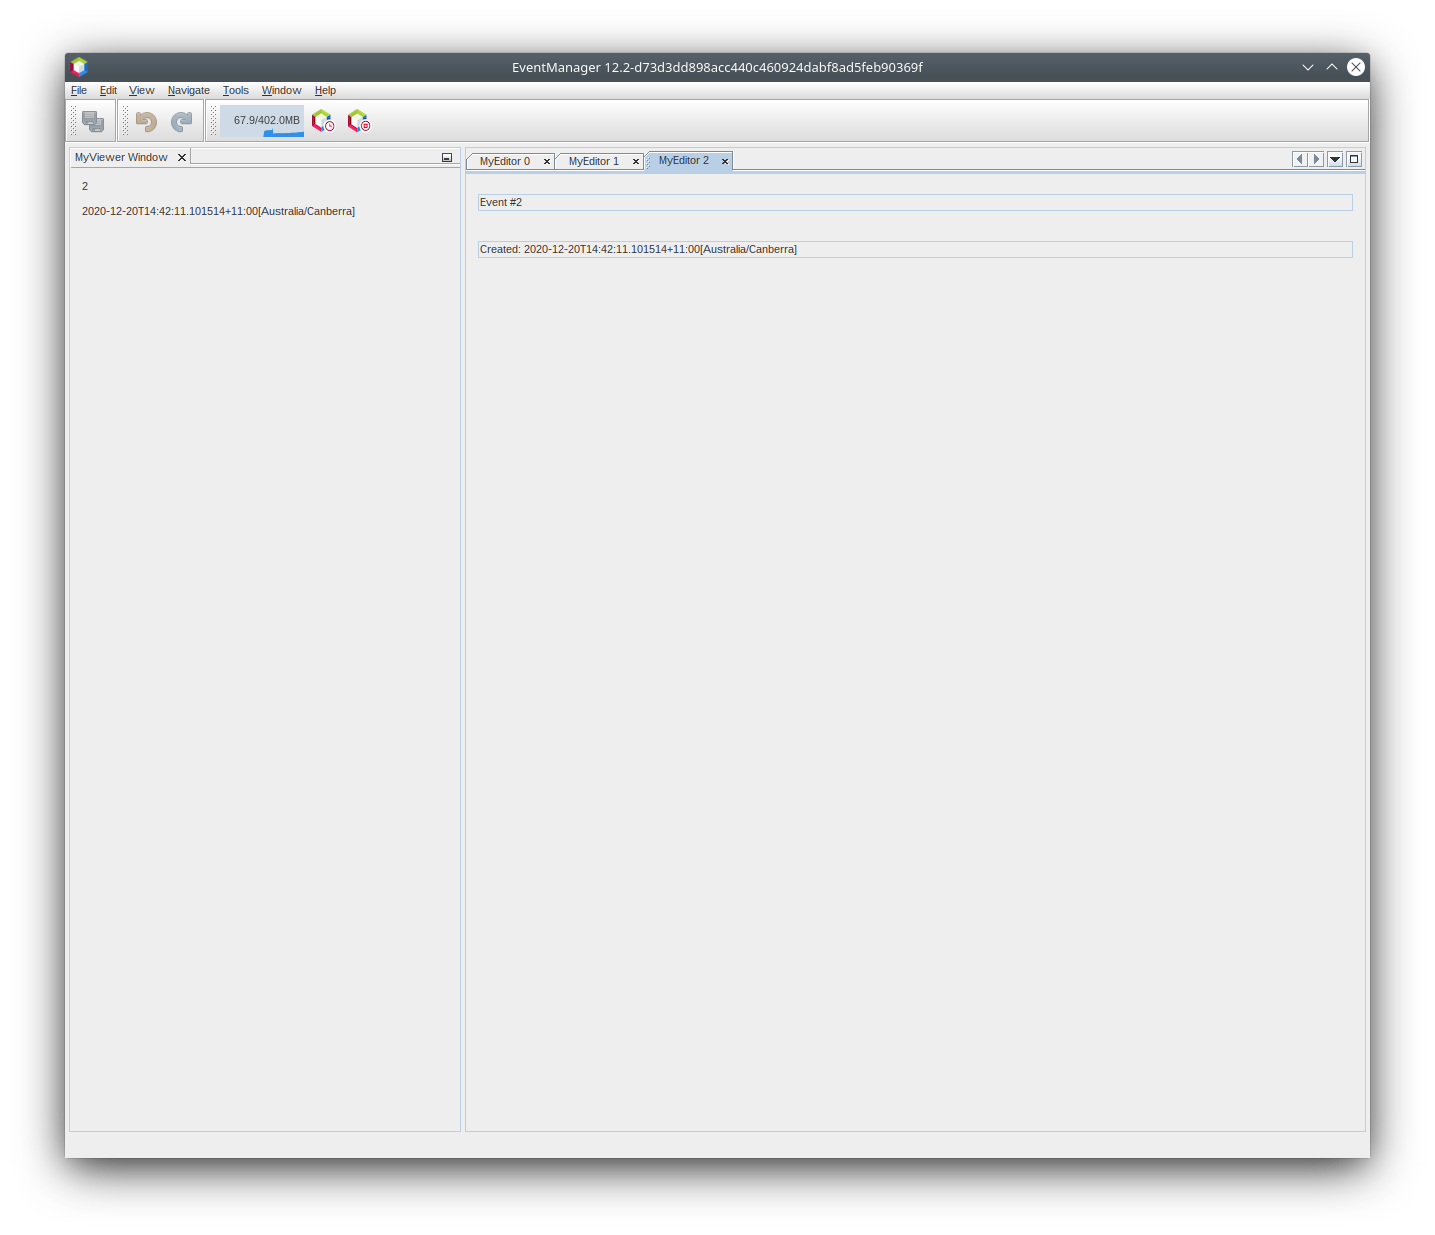 EventManager 12.2-d73d3dd898acc440c460924dabf8ad5feb90369f
File Edit View Navigate Tools Window Help
67.9/402.0MB
MyViewer Window
2
2020-12-20T14:42:11.101514+11:00[Australia/Canberra]
MyEditor 0 MyEditor 1 MyEditor 2
Event #2
Created: 2020-12-20T14:42:11.101514+11:00[Australia/Canberra]